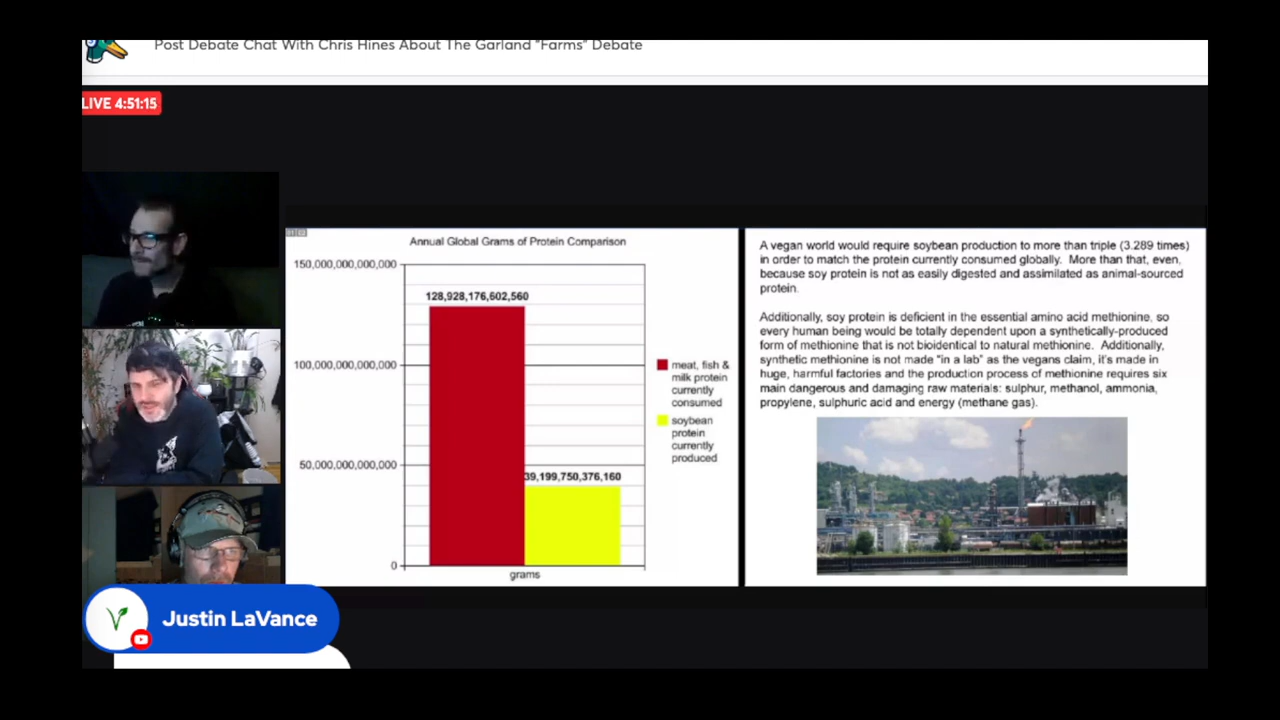 Post Debate Chat With Chris Hines About The Garland "Farms" Debate
LIVE 4:51:15
Annual Global Grams of Protein Comparison
150,000,000,000,000
128,928,176,602,560
100,000,000,000,000
50,000,000,000,000
39,199,750,376,160
0
grams
meat, fish &
milk protein
currently
consumed
soybean
protein
currently
produced
A vegan world would require soybean production to more than triple (3.289 times)
in order to match the protein currently consumed globally. More than that, even,
because soy protein is not as easily digested and assimilated as animal-sourced
protein.
Additionally, soy protein is deficient in the essential amino acid methionine, so
every human being would be totally dependent upon a synthetically-produced
form of methionine that is not bioidentical to natural methionine. Additionally,
synthetic methionine is not made "in a lab" as the vegans claim, it's made in
huge, harmful factories and the production process of methionine requires six
main dangerous and damaging raw materials: sulphur, methanol, ammonia,
propylene, sulphuric acid and energy (methane gas).
Justin LaVance